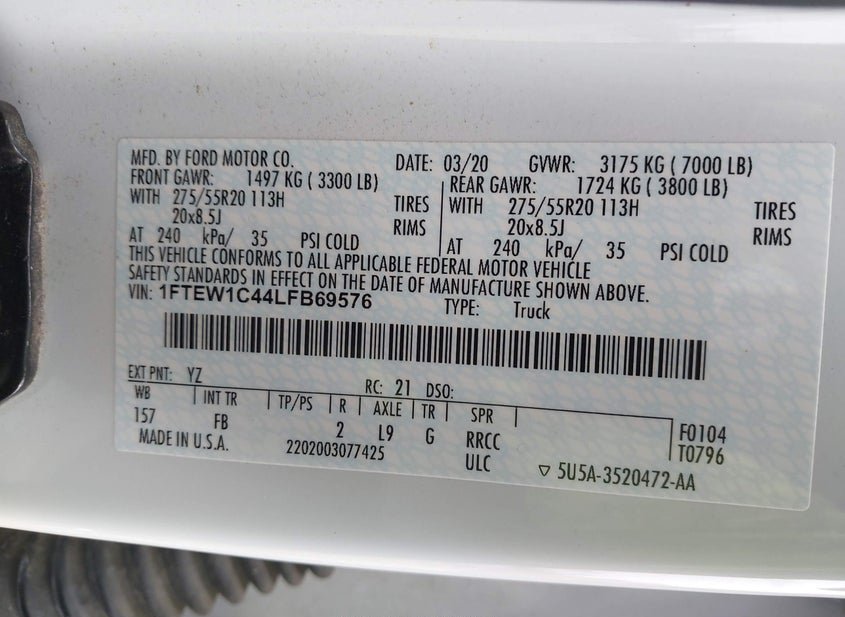 MFD. BY FORD MOTOR CO. DATE: 03/20 GVWR: 3175 KG ( 7000 LB)
FRONT GAWR: 1497 KG ( 3300 LB) REAR GAWR: 1724 KG ( 3800 LB)
WITH 275/55R20 113H TIRES WITH 275/55R20 113H TIRES
20x8.5J RIMS 20x8.5J RIMS
AT 240 kPa/ 35 PSI COLD AT 240 kPa/ 35 PSI COLD
THIS VEHICLE CONFORMS TO ALL APPLICABLE FEDERAL MOTOR VEHICLE
SAFETY STANDARDS IN EFFECT ON THE DATE OF MANUFACTURE SHOWN ABOVE.
VIN: 1FTEW1C44LFB69576 TYPE: Truck
EXT PNT: YZ RC: 21 DSO:
WB INT TR TP/PS R AXLE TR SPR
157 FB 2 L9 G RRCC F0104
MADE IN U.S.A. 2202003077425 ULC T0796
5U5A-3520472-AA